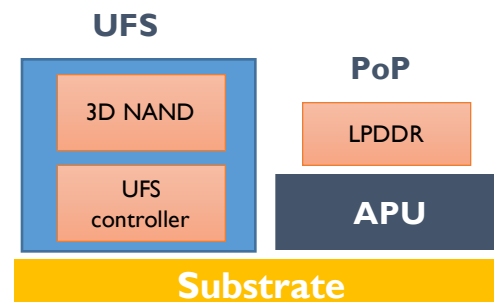 UFS
3D NAND
UFS
controller
PoP
LPDDR
APU
Substrate